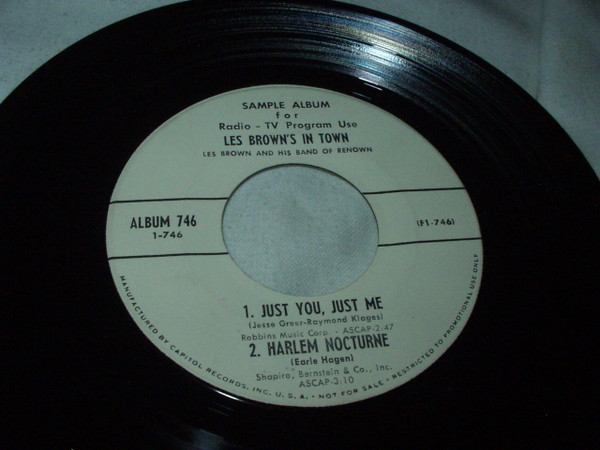 SAMPLE ALBUM
for
Radio - TV Program Use
LES BROWN'S IN TOWN
LES BROWN AND HIS BAND OF RENOWN
ALBUM 746
1-746
(F1-746)
1. JUST YOU, JUST ME
(Jesse Greer-Raymond Klages)
Robbins Music Corp. - ASCAP-2:47
2. HARLEM NOCTURNE
(Earle Hagen)
Shapiro, Bernstein & Co., Inc.
ASCAP-3:10
MANUFACTURED BY CAPITOL RECORDS, INC. U. S. A. • NOT FOR SALE • RESTRICTED TO PROMOTIONAL USE ONLY